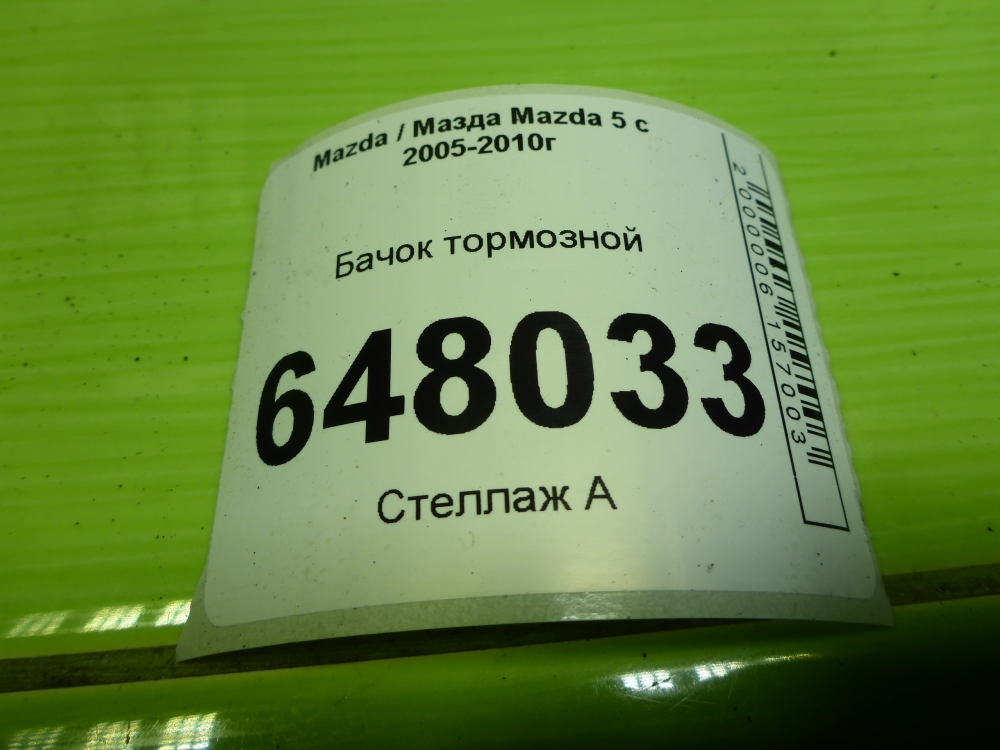 Mazda / Мазда Mazda 5 с
2005-2010г
Бачок тормозной
648033
Стеллаж А
2000006157003